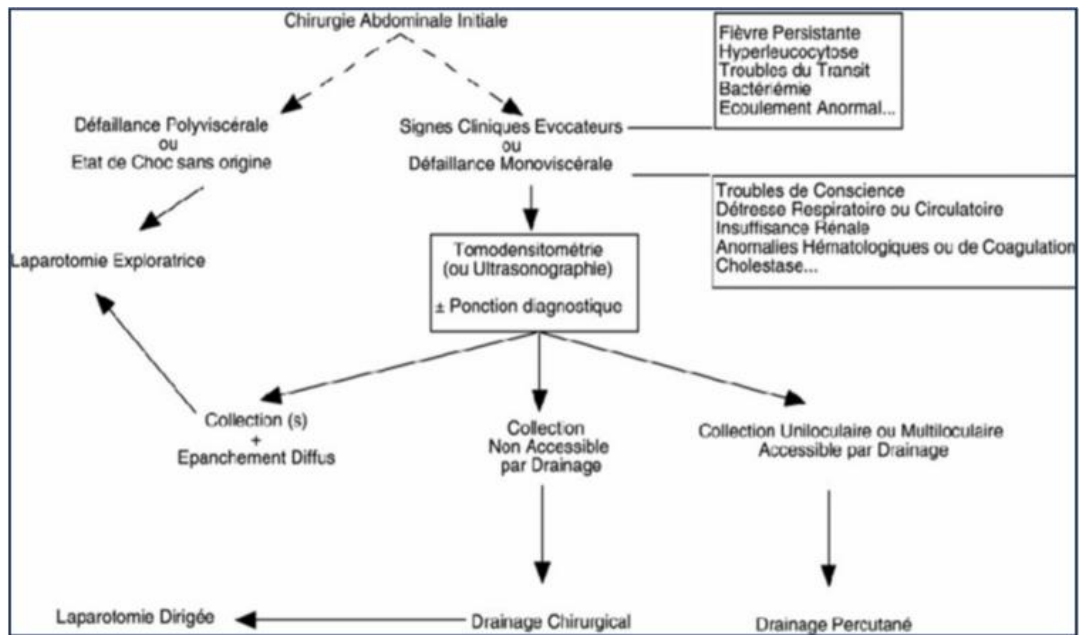 Chirurgie Abdominale Initiale
Fièvre Persistante
Hyperleucocytose
Troubles du Transit
Bactériémie
Ecoulement Anormal...
Défaillance Polyviscérale
ou
Etat de Choc sans origine
Signes Cliniques Evocateurs
ou
Défaillance Monoviscérale
Troubles de Conscience
Détresse Respiratoire ou Circulatoire
Insuffisance Rénale
Anomalies Hématologiques ou de Coagulation
Cholestase...
Laparotomie Exploratrice
Tomodensitométrie
(ou Ultrasonographie)
± Ponction diagnostique
Collection (s)
+
Epanchement Diffus
Collection
Non Accessible
par Drainage
Collection Uniloculaire ou Multiloculaire
Accessible par Drainage
Laparotomie Dirigée
Drainage Chirurgical
Drainage Percutané